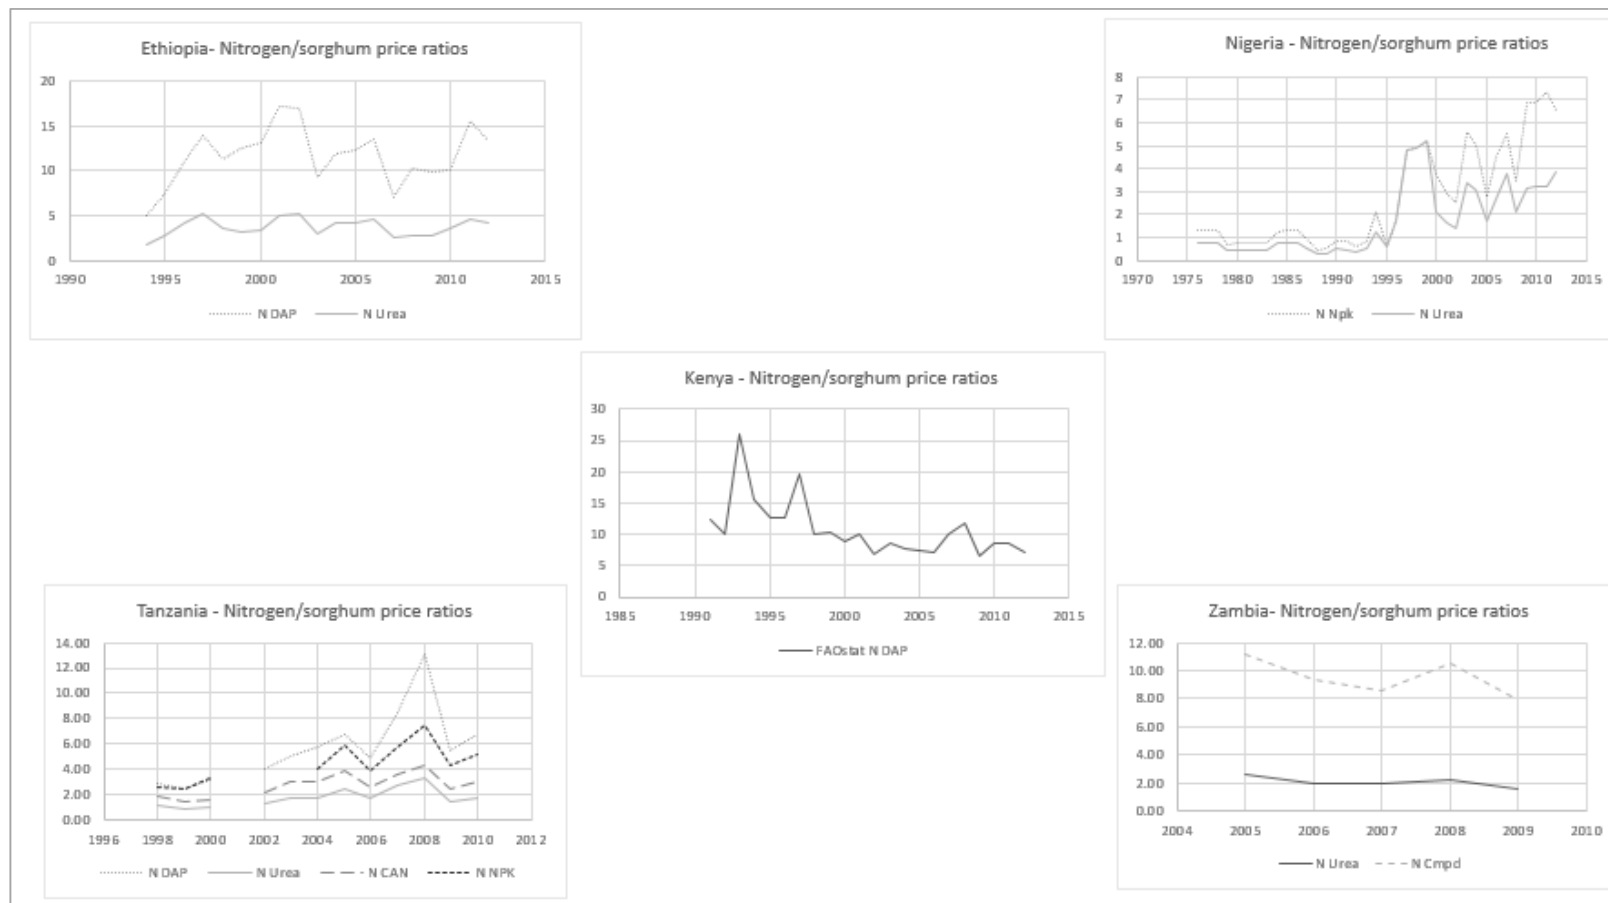 Ethiopia- Nitrogen/sorghum price ratios
20
15
10
5
0
1990 1995 2000 2005 2010 2015
N DAP N Urea
Nigeria - Nitrogen/sorghum price ratios
8
7
6
5
4
3
2
1
0
1970 1975 1980 1985 1990 1995 2000 2005 2010 2015
N Npk N Urea
Kenya - Nitrogen/sorghum price ratios
30
25
20
15
10
5
0
1985 1990 1995 2000 2005 2010 2015
FAOstat N DAP
Tanzania - Nitrogen/sorghum price ratios
14.00
12.00
10.00
8.00
6.00
4.00
2.00
0.00
1996 1998 2000 2002 2004 2006 2008 2010 2012
N DAP N Urea N CAN N NPK
Zambia- Nitrogen/sorghum price ratios
12.00
10.00
8.00
6.00
4.00
2.00
0.00
2004 2005 2006 2007 2008 2009 2010
N Urea N Cmpd